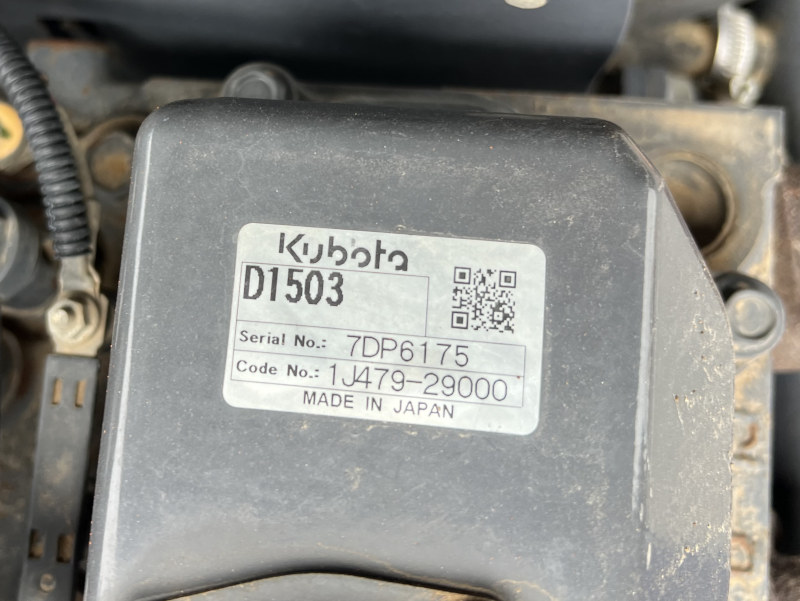 Kubota
D1503
Serial No.: 7DP6175
Code No.: 1J479-29000
MADE IN JAPAN